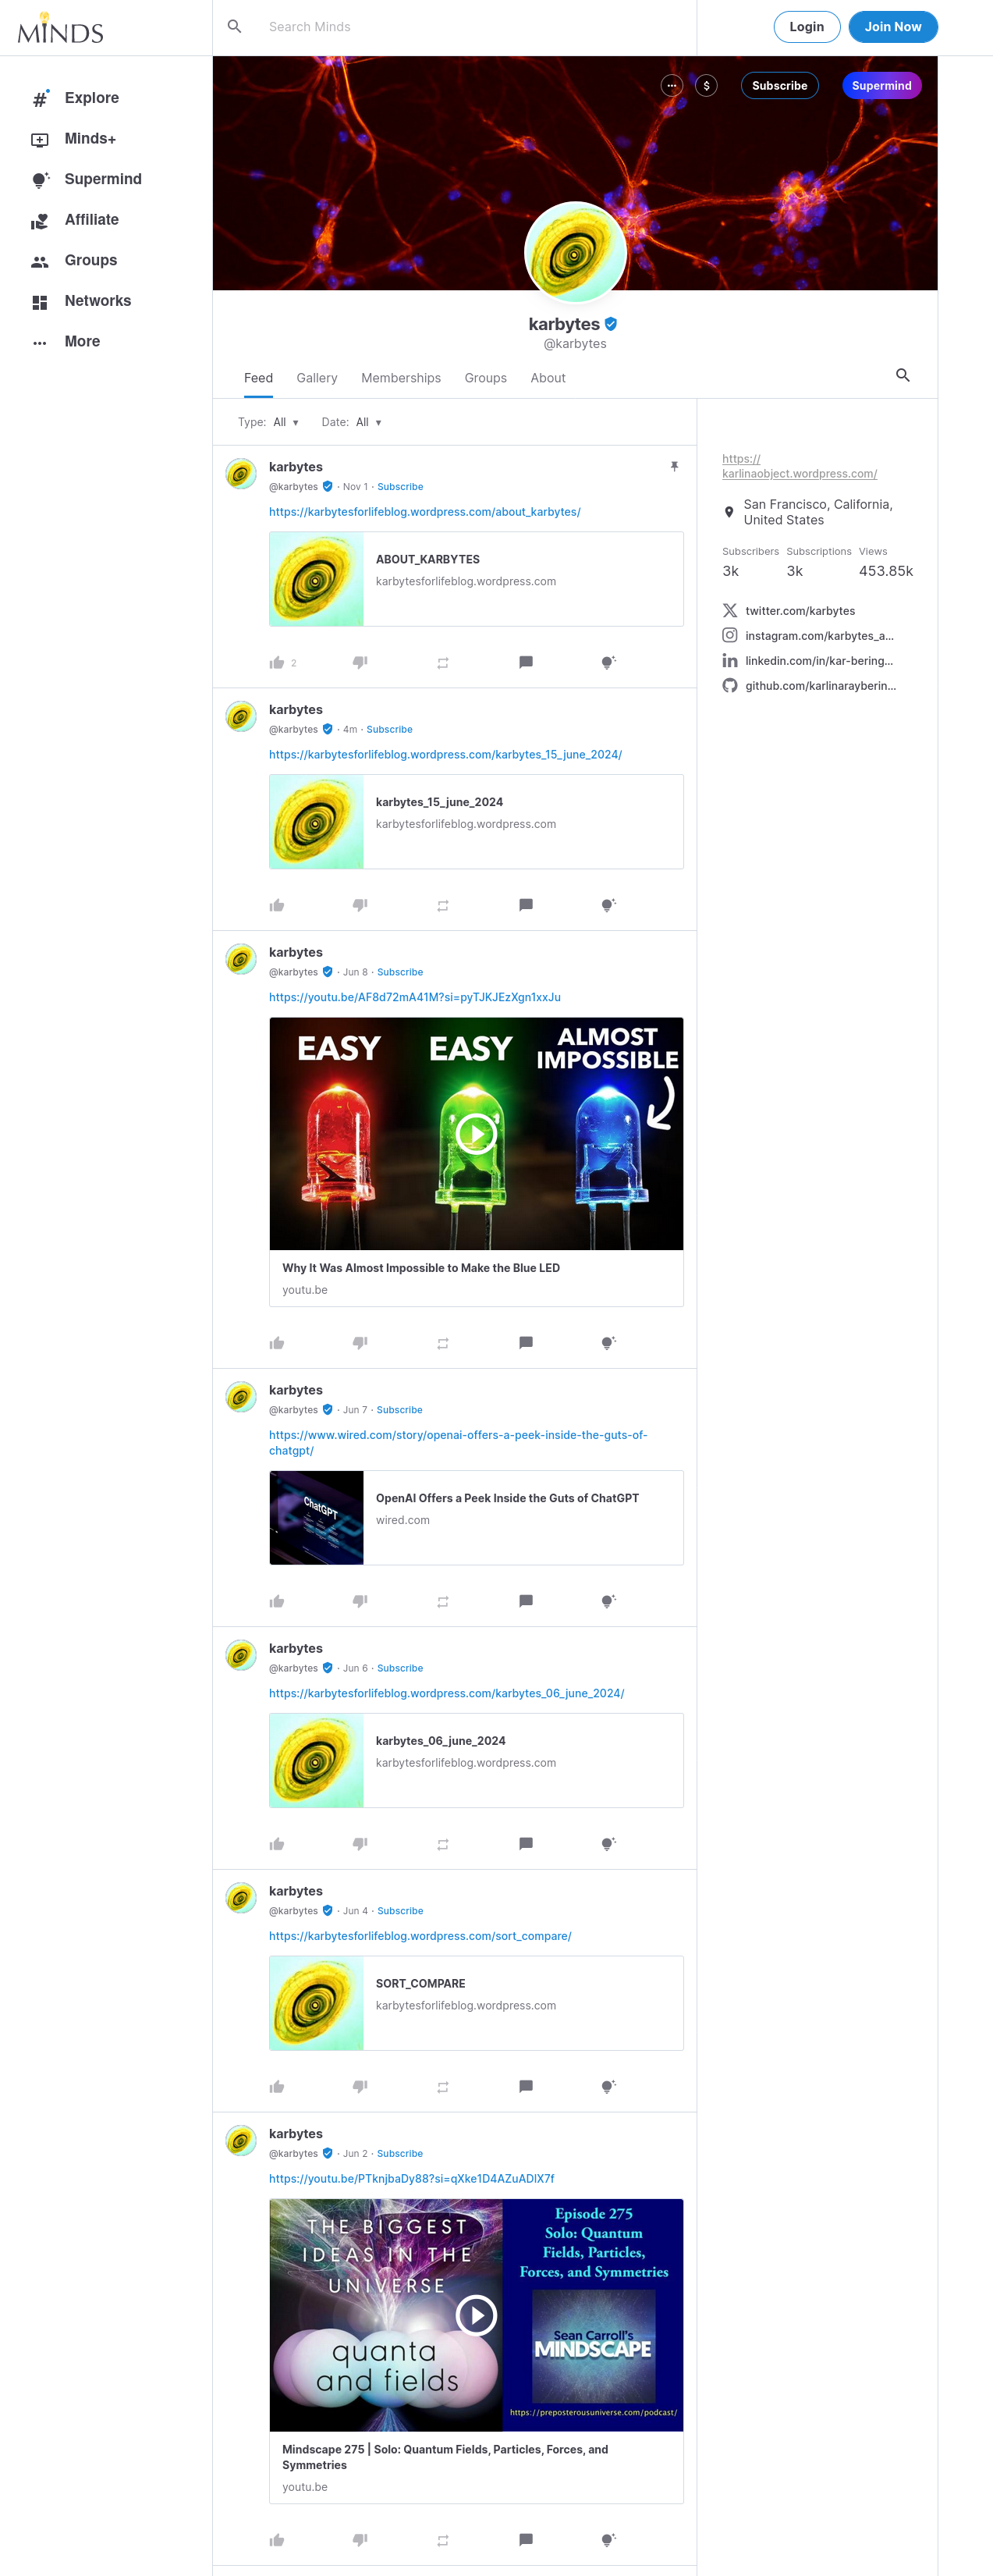 MINDS
Search Minds
Login
Join Now
Explore
Minds+
Supermind
Affiliate
Groups
Networks
More
$
Subscribe
Supermind
karbytes
@karbytes
Feed Gallery Memberships Groups About
Type: All ▾ Date: All ▾
karbytes
@karbytes · Nov 1 · Subscribe
https://karbytesforlifeblog.wordpress.com/about_karbytes/
ABOUT_KARBYTES
karbytesforlifeblog.wordpress.com
2
karbytes
@karbytes · 4m · Subscribe
https://karbytesforlifeblog.wordpress.com/karbytes_15_june_2024/
karbytes_15_june_2024
karbytesforlifeblog.wordpress.com
karbytes
@karbytes · Jun 8 · Subscribe
https://youtu.be/AF8d72mA41M?si=pyTJKJEzXgn1xxJu
EASY EASY ALMOST
IMPOSSIBLE
Why It Was Almost Impossible to Make the Blue LED
youtu.be
karbytes
@karbytes · Jun 7 · Subscribe
https://www.wired.com/story/openai-offers-a-peek-inside-the-guts-of-
chatgpt/
ChatGPT
OpenAI Offers a Peek Inside the Guts of ChatGPT
wired.com
karbytes
@karbytes · Jun 6 · Subscribe
https://karbytesforlifeblog.wordpress.com/karbytes_06_june_2024/
karbytes_06_june_2024
karbytesforlifeblog.wordpress.com
karbytes
@karbytes · Jun 4 · Subscribe
https://karbytesforlifeblog.wordpress.com/sort_compare/
SORT_COMPARE
karbytesforlifeblog.wordpress.com
karbytes
@karbytes · Jun 2 · Subscribe
https://youtu.be/PTknjbaDy88?si=qXke1D4AZuADIX7f
THE BIGGEST
IDEAS IN THE
UNIVERSE
quanta
and fields
Episode 275
Solo: Quantum
Fields, Particles,
Forces, and Symmetries
Sean Carroll's
MINDSCAPE
https://preposterousuniverse.com/podcast/
Mindscape 275 | Solo: Quantum Fields, Particles, Forces, and
Symmetries
youtu.be
https://
karlinaobject.wordpress.com/
San Francisco, California,
United States
Subscribers Subscriptions Views
3k 3k 453.85k
twitter.com/karbytes
instagram.com/karbytes_a...
linkedin.com/in/kar-bering...
github.com/karlinarayberin...